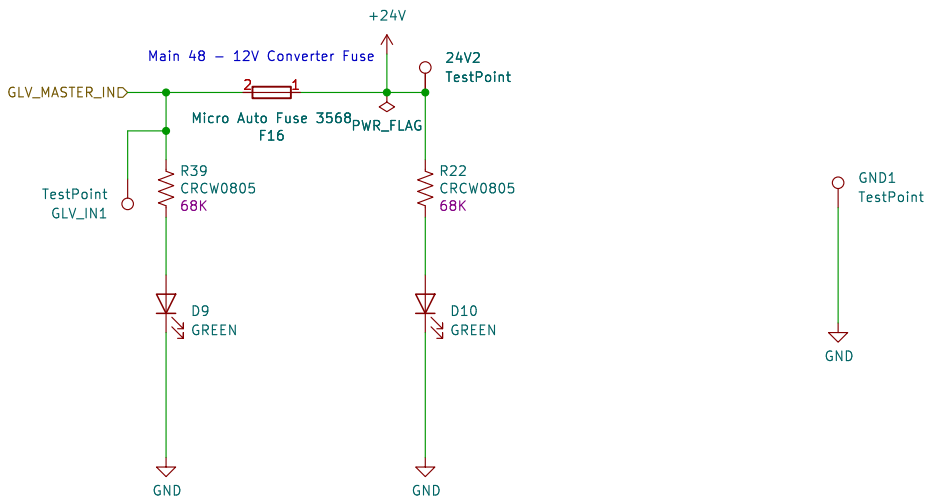 +24V
Main 48 - 12V Converter Fuse
24V2
TestPoint
GLV_MASTER_IN
2
1
Micro Auto Fuse 3568
F16
PWR_FLAG
R39
CRCW0805
68K
R22
CRCW0805
68K
GND1
TestPoint
TestPoint
GLV_IN1
D9
GREEN
D10
GREEN
GND
GND
GND